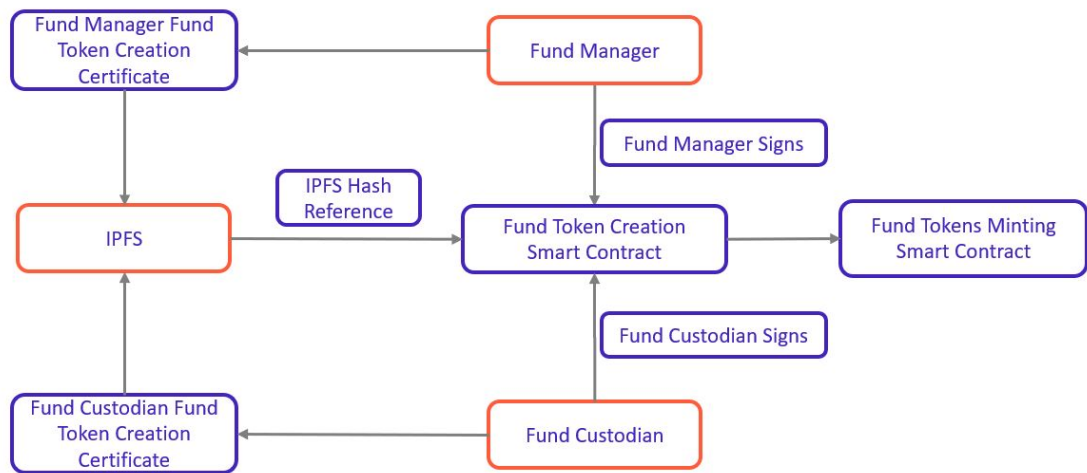 Fund Manager Fund
Token Creation
Certificate
Fund Manager
Fund Manager Signs
IPFS Hash
Reference
IPFS
Fund Token Creation
Smart Contract
Fund Tokens Minting
Smart Contract
Fund Custodian Signs
Fund Custodian Fund
Token Creation
Certificate
Fund Custodian